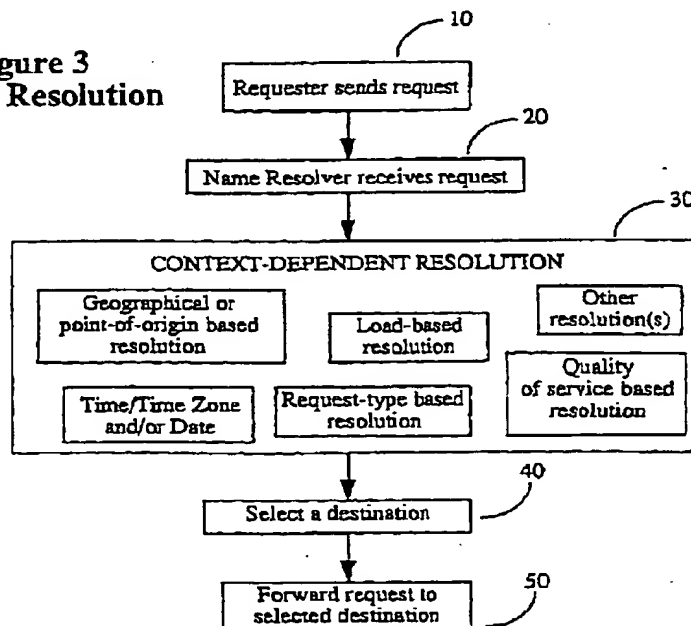 gure 3
Resolution
10
Requester sends request
20
Name Resolver receives request
30
CONTEXT-DEPENDENT RESOLUTION
Geographical or
point-of-origin based
resolution
Load-based
resolution
Other
resolution(s)
Time/Time Zone
and/or Date
Request-type based
resolution
Quality
of service based
resolution
40
Select a destination
50
Forward request to
selected destination